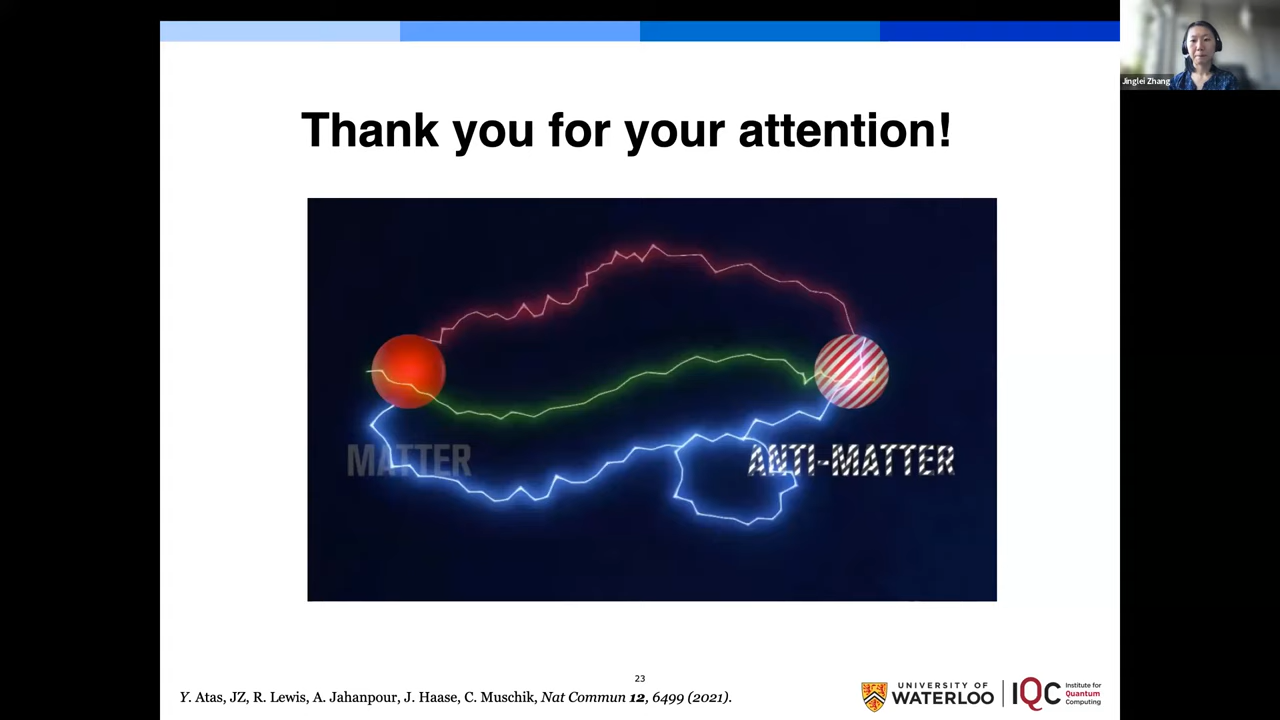 Jinglei Zhang
Thank you for your attention!
MATTER
ANTI-MATTER
23
Y. Atas, JZ, R. Lewis, A. Jahanpour, J. Haase, C. Muschik, Nat Commun 12, 6499 (2021).
UNIVERSITY OF
WATERLOO
IQC
Institute for
Quantum
Computing